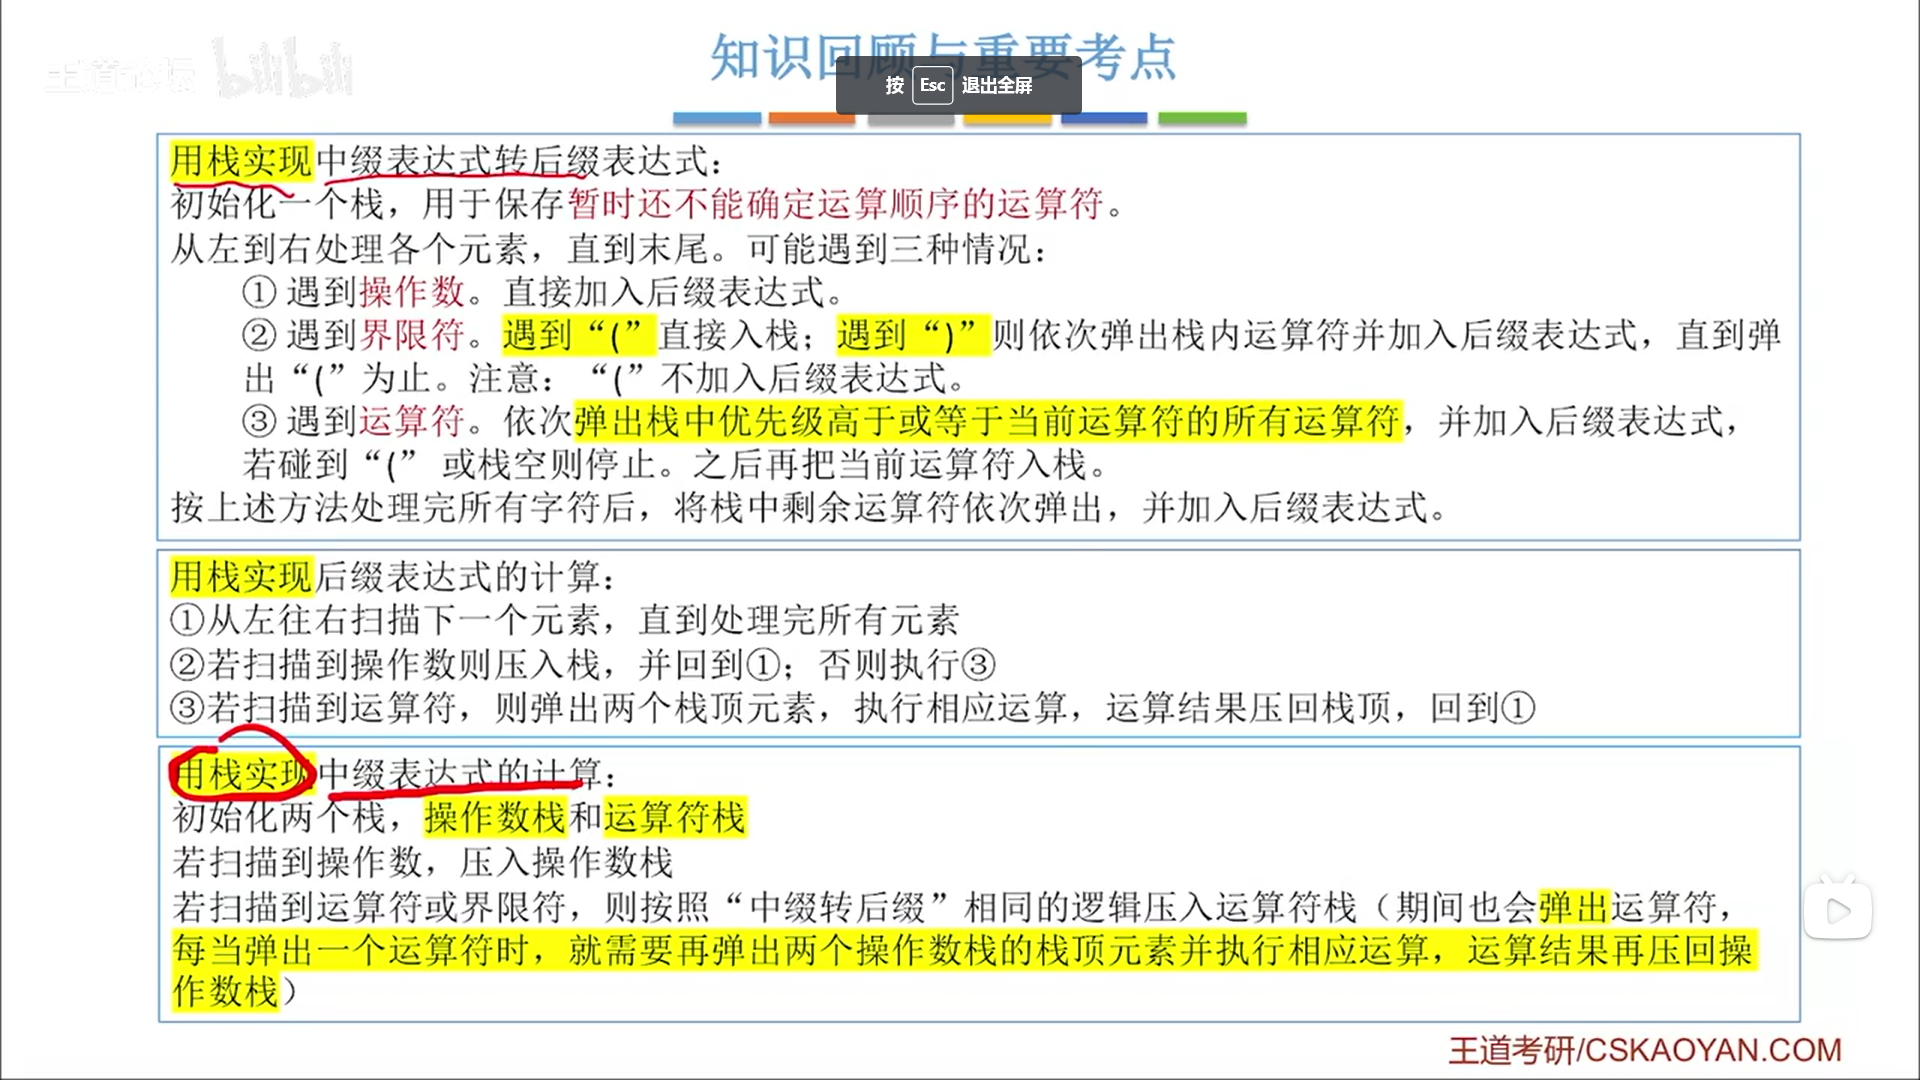 王道论坛 bilibili
知识回顾与重要考点
按 Esc 退出全屏
用栈实现中缀表达式转后缀表达式：
初始化一个栈，用于保存暂时还不能确定运算顺序的运算符。
从左到右处理各个元素，直到末尾。可能遇到三种情况：
① 遇到操作数。直接加入后缀表达式。
② 遇到界限符。遇到“(”直接入栈；遇到“)”则依次弹出栈内运算符并加入后缀表达式，直到弹
出“(”为止。注意：“(”不加入后缀表达式。
③ 遇到运算符。依次弹出栈中优先级高于或等于当前运算符的所有运算符，并加入后缀表达式，
若碰到“(” 或栈空则停止。之后再把当前运算符入栈。
按上述方法处理完所有字符后，将栈中剩余运算符依次弹出，并加入后缀表达式。
用栈实现后缀表达式的计算：
①从左往右扫描下一个元素，直到处理完所有元素
②若扫描到操作数则压入栈，并回到①；否则执行③
③若扫描到运算符，则弹出两个栈顶元素，执行相应运算，运算结果压回栈顶，回到①
用栈实现中缀表达式的计算：
初始化两个栈，操作数栈和运算符栈
若扫描到操作数，压入操作数栈
若扫描到运算符或界限符，则按照“中缀转后缀”相同的逻辑压入运算符栈（期间也会弹出运算符，
每当弹出一个运算符时，就需要再弹出两个操作数栈的栈顶元素并执行相应运算，运算结果再压回操
作数栈）
王道考研/CSKAOYAN.COM